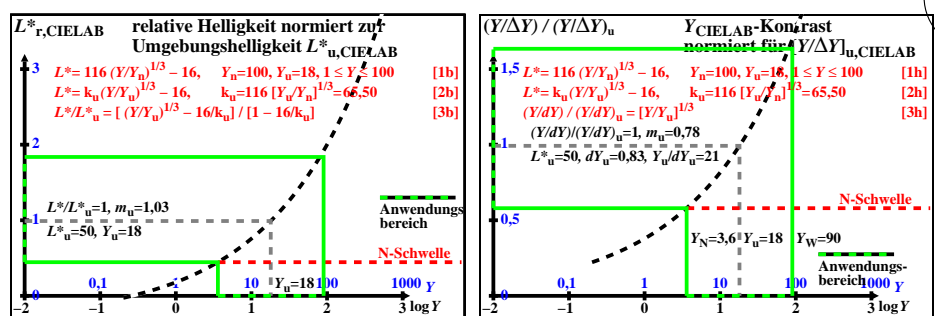 L*r,CIELAB relative Helligkeit normiert zur
Umgebungshelligkeit L*u,CIELAB
3
L*= 116 (Y/Yn)1/3 – 16, Yn=100, Yu=18, 1 ≤ Y ≤ 100 [1b]
L*= ku(Y/Yu)1/3 – 16, ku=116 [Yu/Yn]1/3=65,50 [2b]
L*/L*u = [ (Y/Yu)1/3 – 16/ku ] / [1 – 16/ku] [3b]
2
L*/L*u=1, mu=1,03
Anwendungs
bereich
1
L*u=50, Yu=18
N-Schwelle
0,1 1 10 Yu=18 100 1000 Y
0
–2 –1 0 1 2 3 log Y
(Y/ΔY) / (Y/ΔY)u YCIELAB-Kontrast
normiert für [Y/ΔY]u,CIELAB
1,5
L*= 116 (Y/Yn)1/3 – 16, Yn=100, Yu=18, 1 ≤ Y ≤ 100 [1h]
L*= ku(Y/Yu)1/3 – 16, ku=116 [Yu/Yn]1/3=65,50 [2h]
(Y/dY) / (Y/dY)u = [Y/Yu]1/3 [3h]
(Y/dY)/(Y/dY)u=1, mu=0,78
1
L*u=50, dYu=0,83, Yu/dYu=21
N-Schwelle
0,5
YN=3,6 Yu=18 YW=90
Anwendungs-
bereich
0,1 1 10 100 1000 Y
0
–2 –1 0 1 2 3 log Y